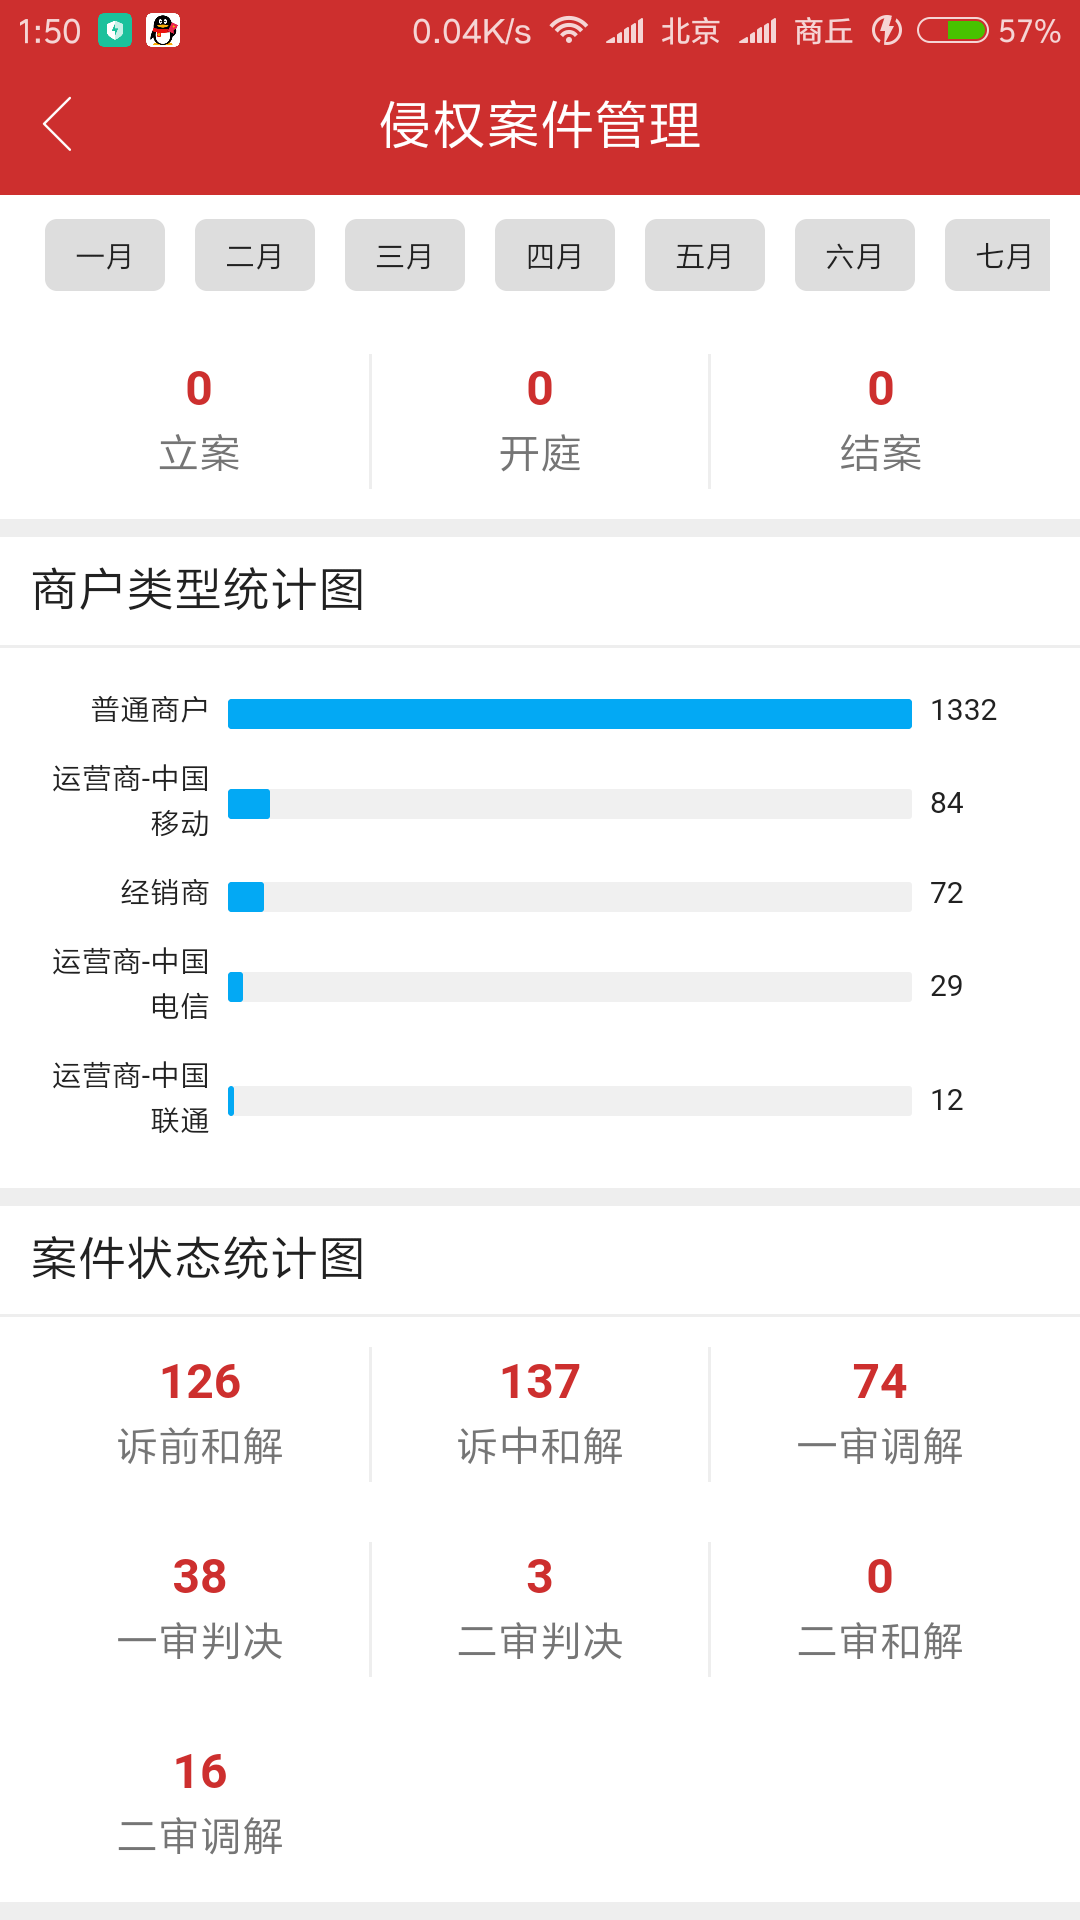 1:50 0.04K/s 北京 商丘 57%
侵权案件管理
一月 二月 三月 四月 五月 六月 七月
0 0 0
立案 开庭 结案
商户类型统计图
普通商户 1332
运营商-中国
移动 84
经销商 72
运营商-中国
电信 29
运营商-中国
联通 12
案件状态统计图
126 137 74
诉前和解 诉中和解 一审调解
38 3 0
一审判决 二审判决 二审和解
16
二审调解